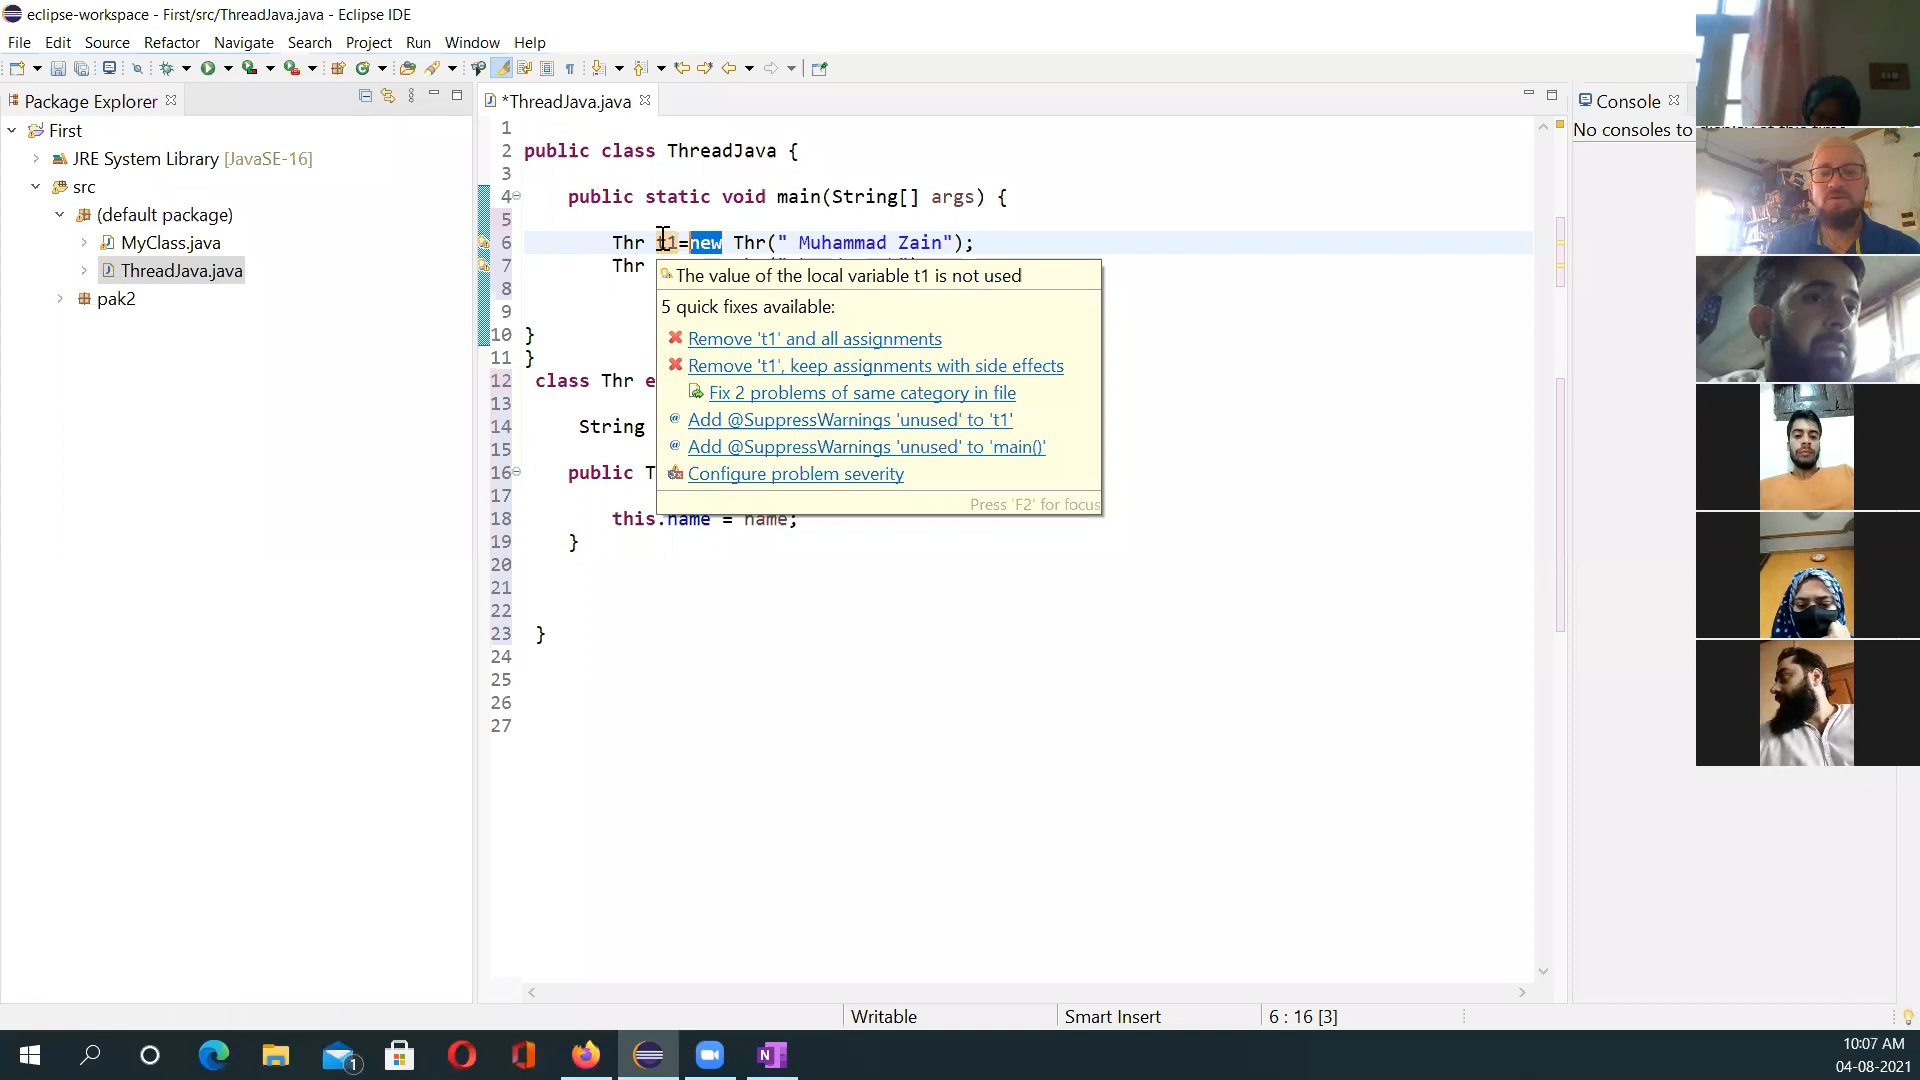 eclipse-workspace - First/src/ThreadJava.java - Eclipse IDE
File Edit Source Refactor Navigate Search Project Run Window Help
Package Explorer
First
JRE System Library [JavaSE-16]
src
(default package)
MyClass.java
ThreadJava.java
pak2
*ThreadJava.java
1
2 public class ThreadJava {
3
4 public static void main(String[] args) {
5
6 Thr t1=new Thr(" Muhammad Zain");
7 Thr
8
9
10 }
11 }
12 class Thr e
13
14 String
15
16 public T
17
18 this.name = name;
19 }
20
21
22
23 }
24
25
26
27
The value of the local variable t1 is not used
5 quick fixes available:
Remove 't1' and all assignments
Remove 't1', keep assignments with side effects
Fix 2 problems of same category in file
Add @SuppressWarnings 'unused' to 't1'
Add @SuppressWarnings 'unused' to 'main()'
Configure problem severity
Press 'F2' for focus
Console
No consoles to
Writable
Smart Insert
6 : 16 [3]
1
10:07 AM
04-08-2021